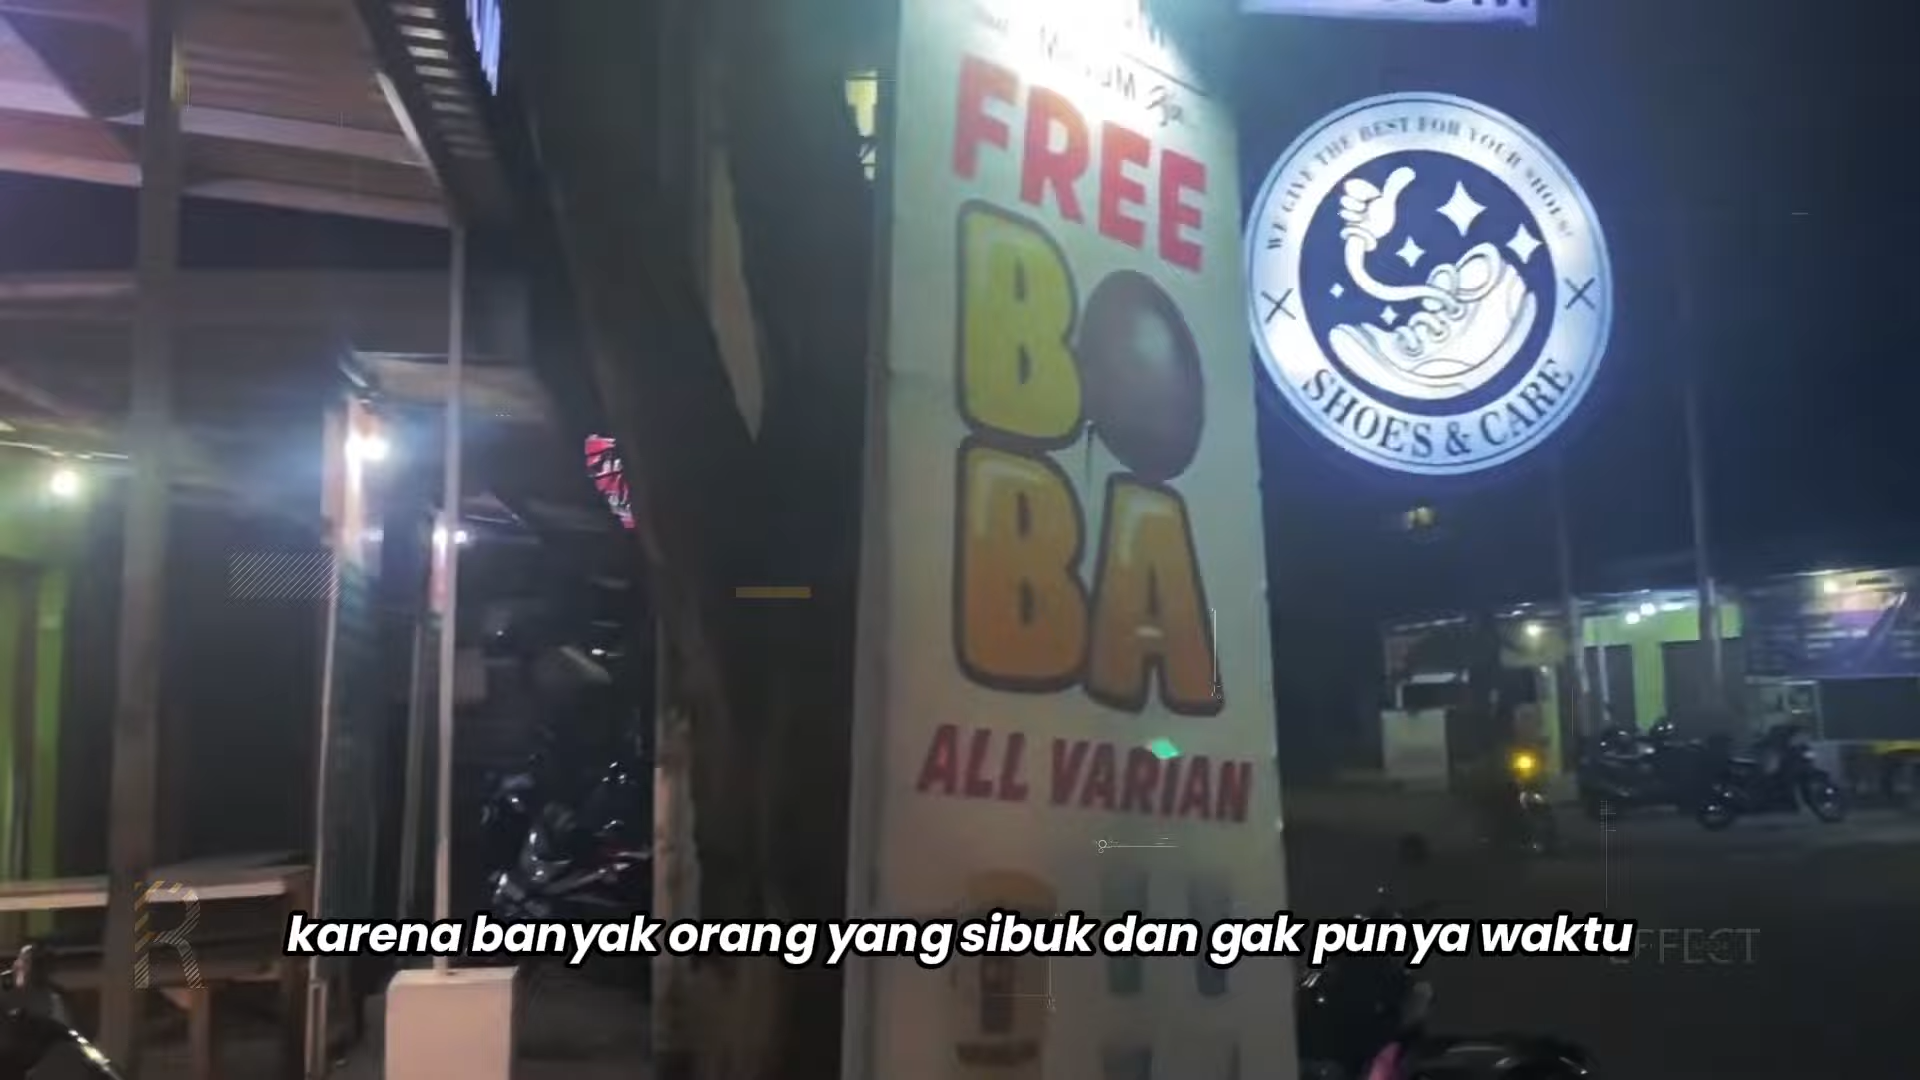 FREE
BOBA
ALL VARIAN
WE GIVE THE BEST FOR YOUR SHOES!
SHOES & CARE
karena banyak orang yang sibuk dan gak punya waktu
R
EFFECT